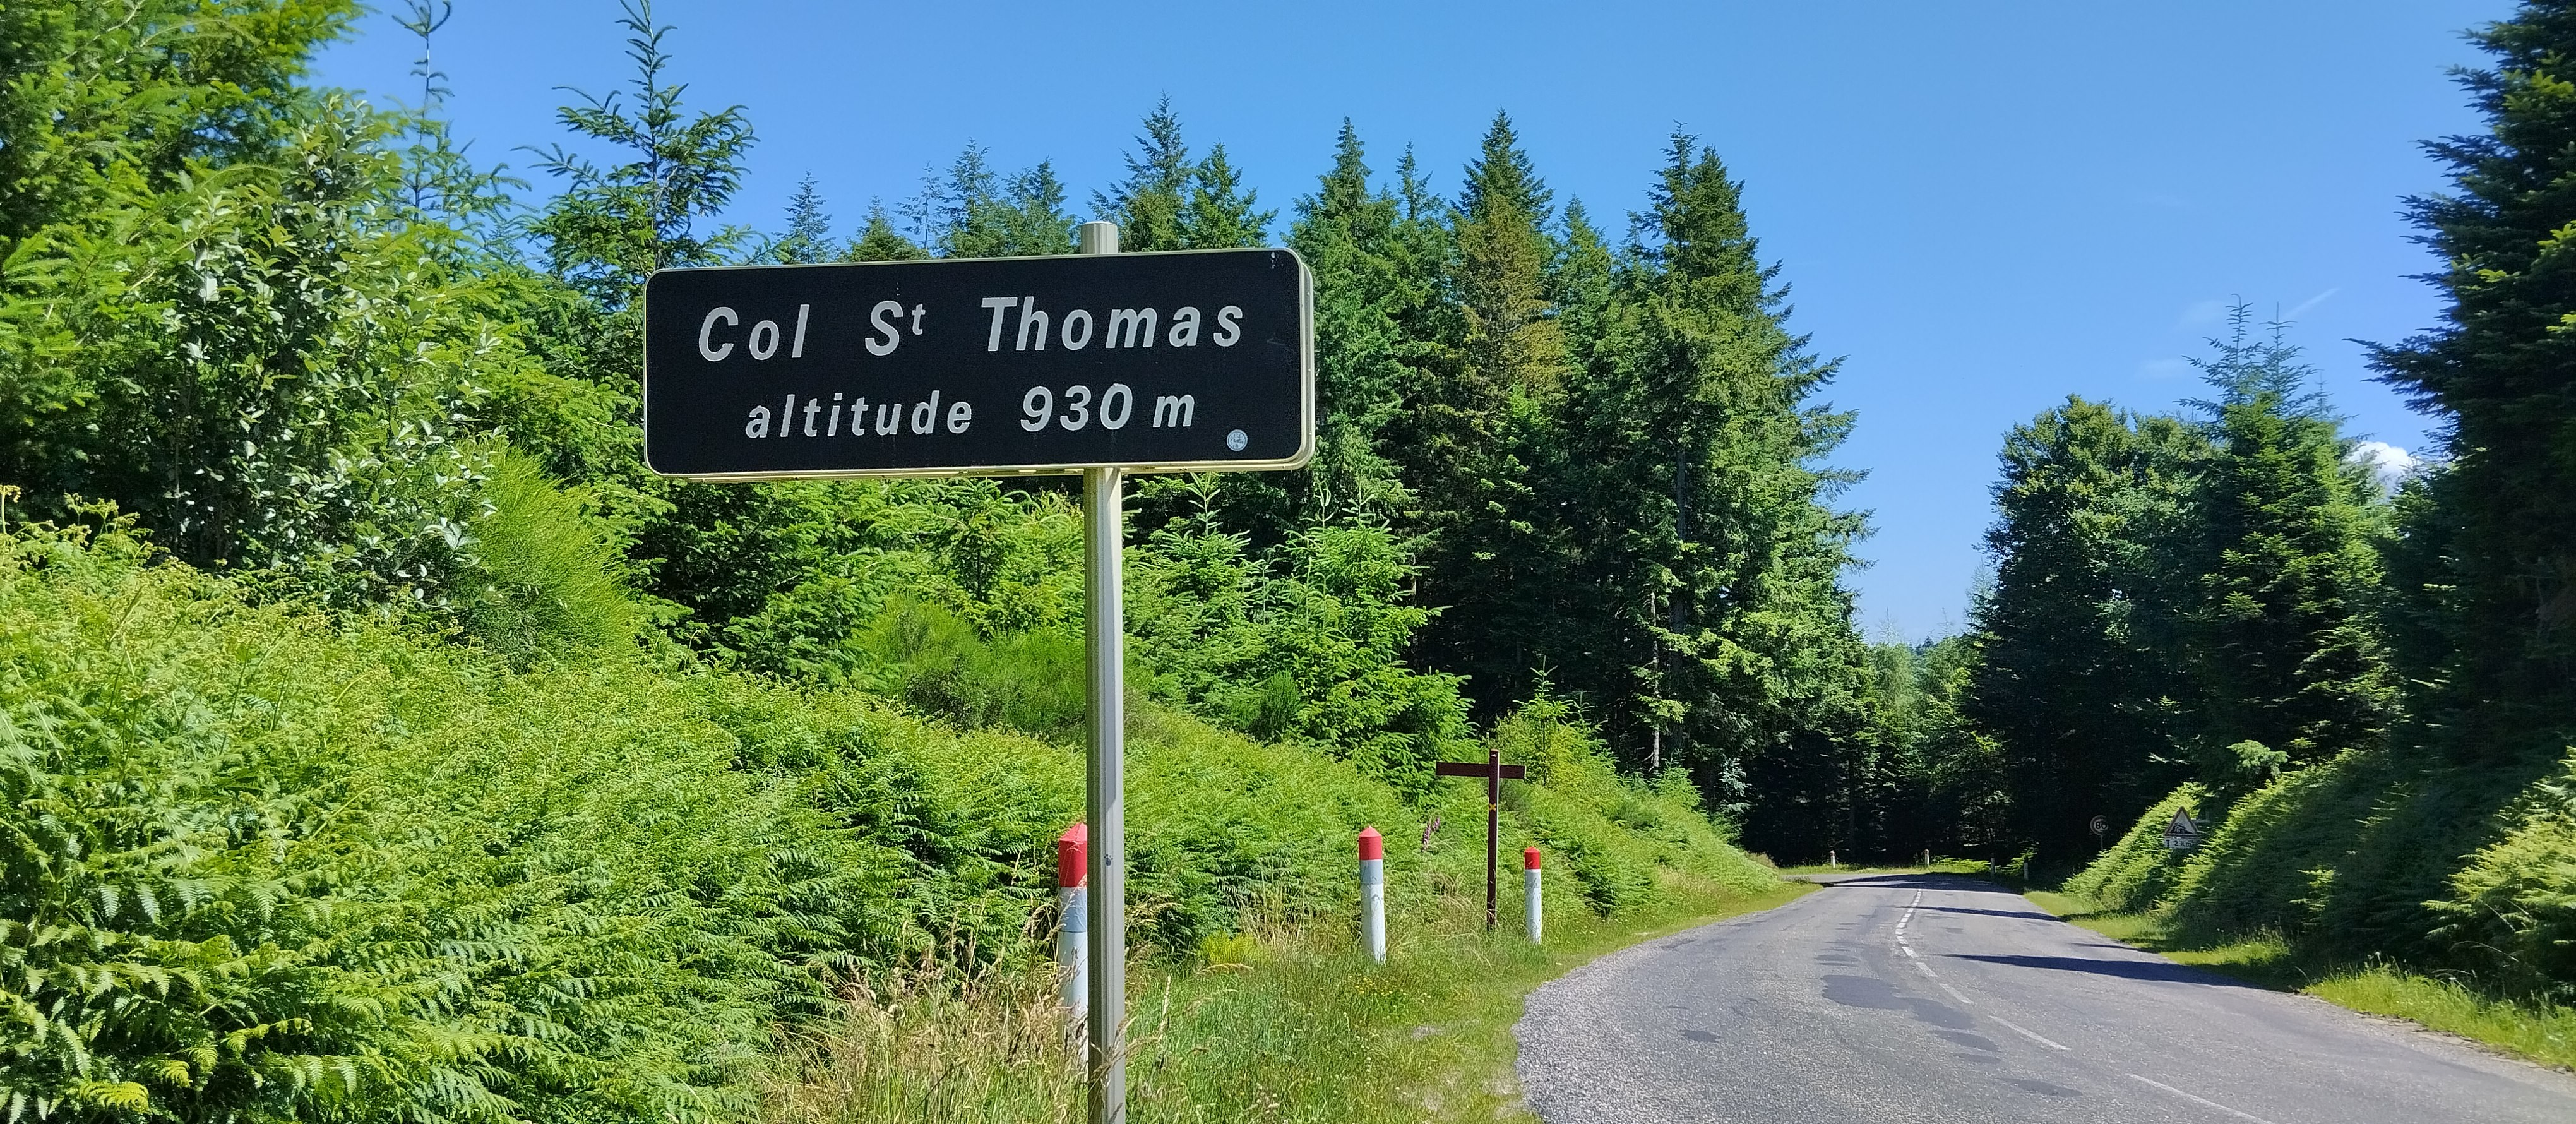 Col St Thomas
altitude 930 m